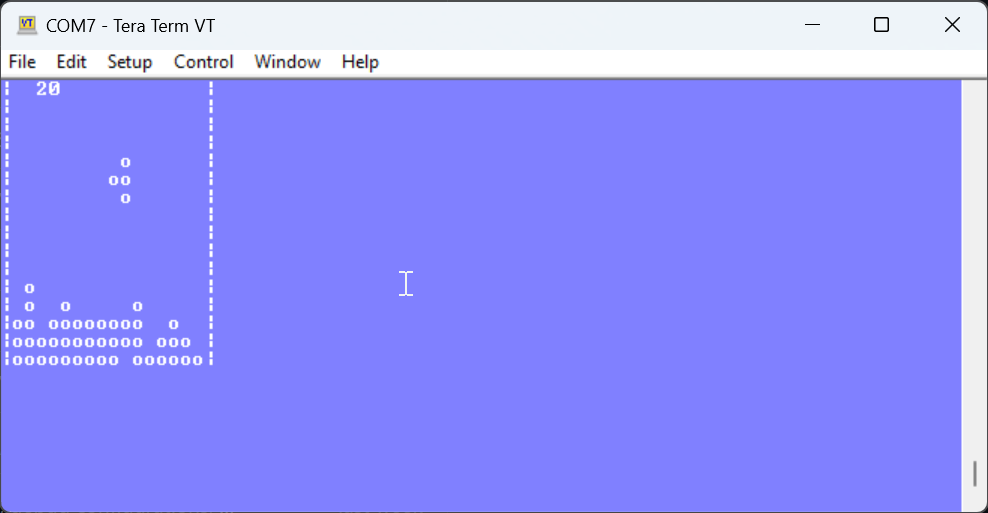 COM7 - Tera Term VT
File Edit Setup Control Window Help
¦  20            ¦
¦                ¦
¦                ¦
¦                ¦
¦         o      ¦
¦        oo      ¦
¦         o      ¦
¦                ¦
¦                ¦
¦                ¦
¦                ¦
¦ o              ¦
¦ o  o     o     ¦
¦oo oooooooo  o  ¦
¦ooooooooooo ooo ¦
¦ooooooooo oooooo¦